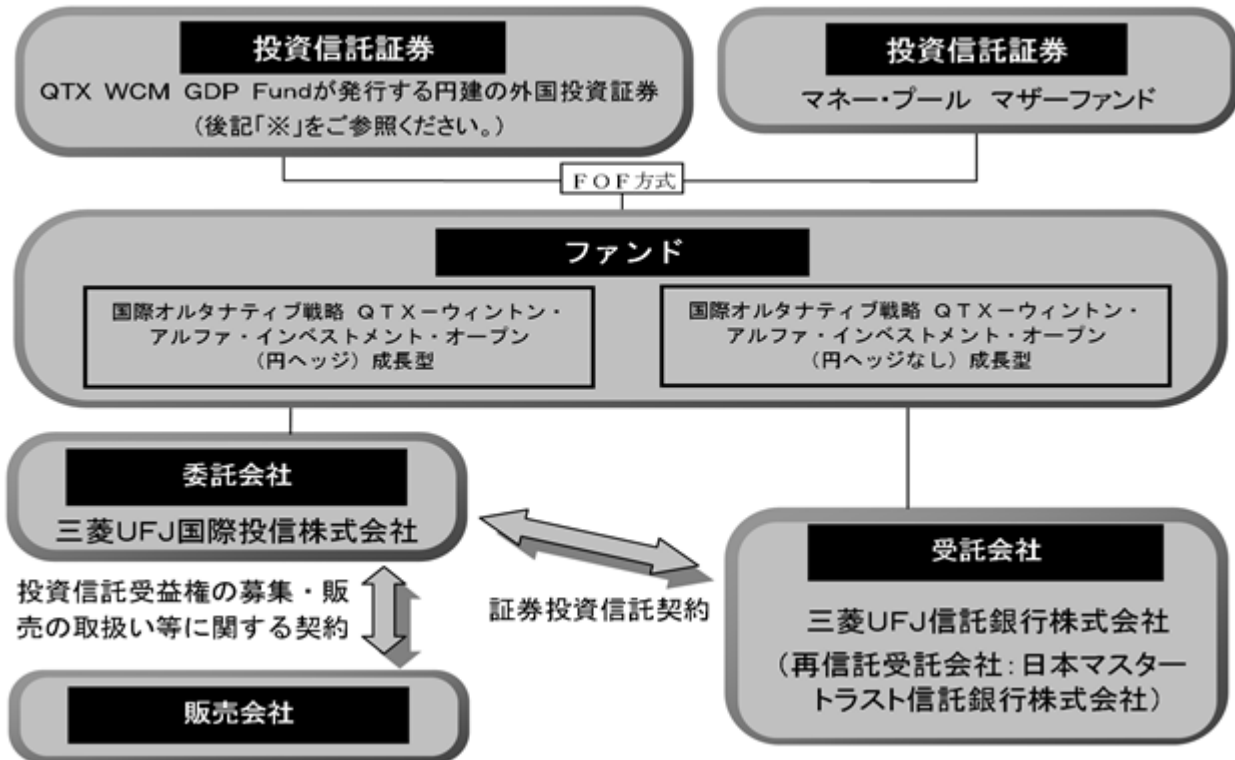 投資信託証券
QTX WCM GDP Fundが発行する円建の外国投資証券
(後記「※」をご参照ください。)
投資信託証券
マネー・プール マザーファンド
FOF方式
ファンド
国際オルタナティブ戦略 QTX－ウィントン・
アルファ・インベストメント・オープン
(円ヘッジ)成長型
国際オルタナティブ戦略 QTX－ウィントン・
アルファ・インベストメント・オープン
(円ヘッジなし)成長型
委託会社
三菱UFJ国際投信株式会社
投資信託受益権の募集・販
売の取扱い等に関する契約
証券投資信託契約
受託会社
三菱UFJ信託銀行株式会社
(再信託受託会社:日本マスター
トラスト信託銀行株式会社)
販売会社